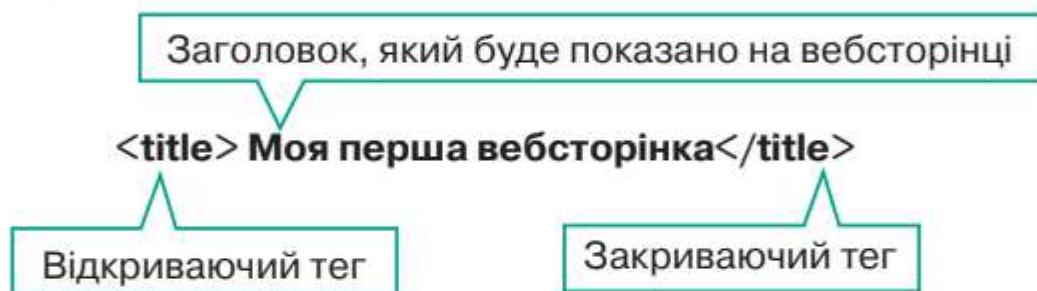 Заголовок, який буде показано на вебсторінці
<title> Моя перша вебсторінка</title>
Відкриваючий тег
Закриваючий тег